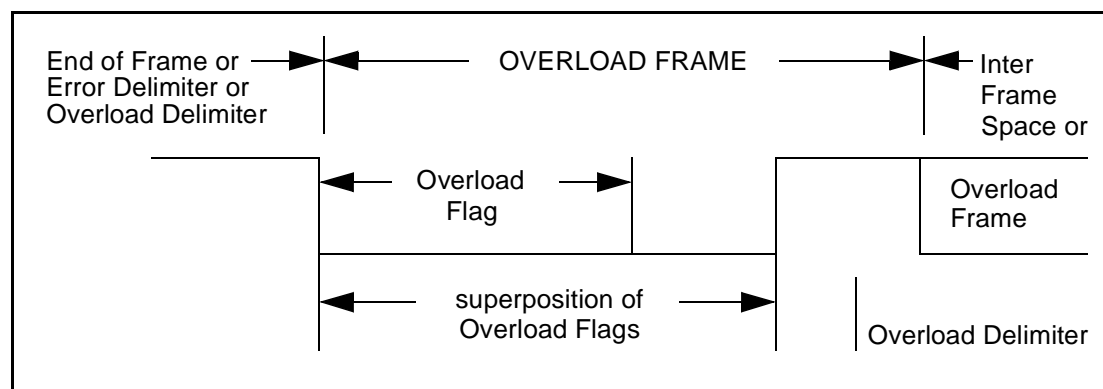 End of Frame or
Error Delimiter or
Overload Delimiter
OVERLOAD FRAME
Inter
Frame
Space or
Overload
Flag
Overload
Frame
superposition of
Overload Flags
Overload Delimiter